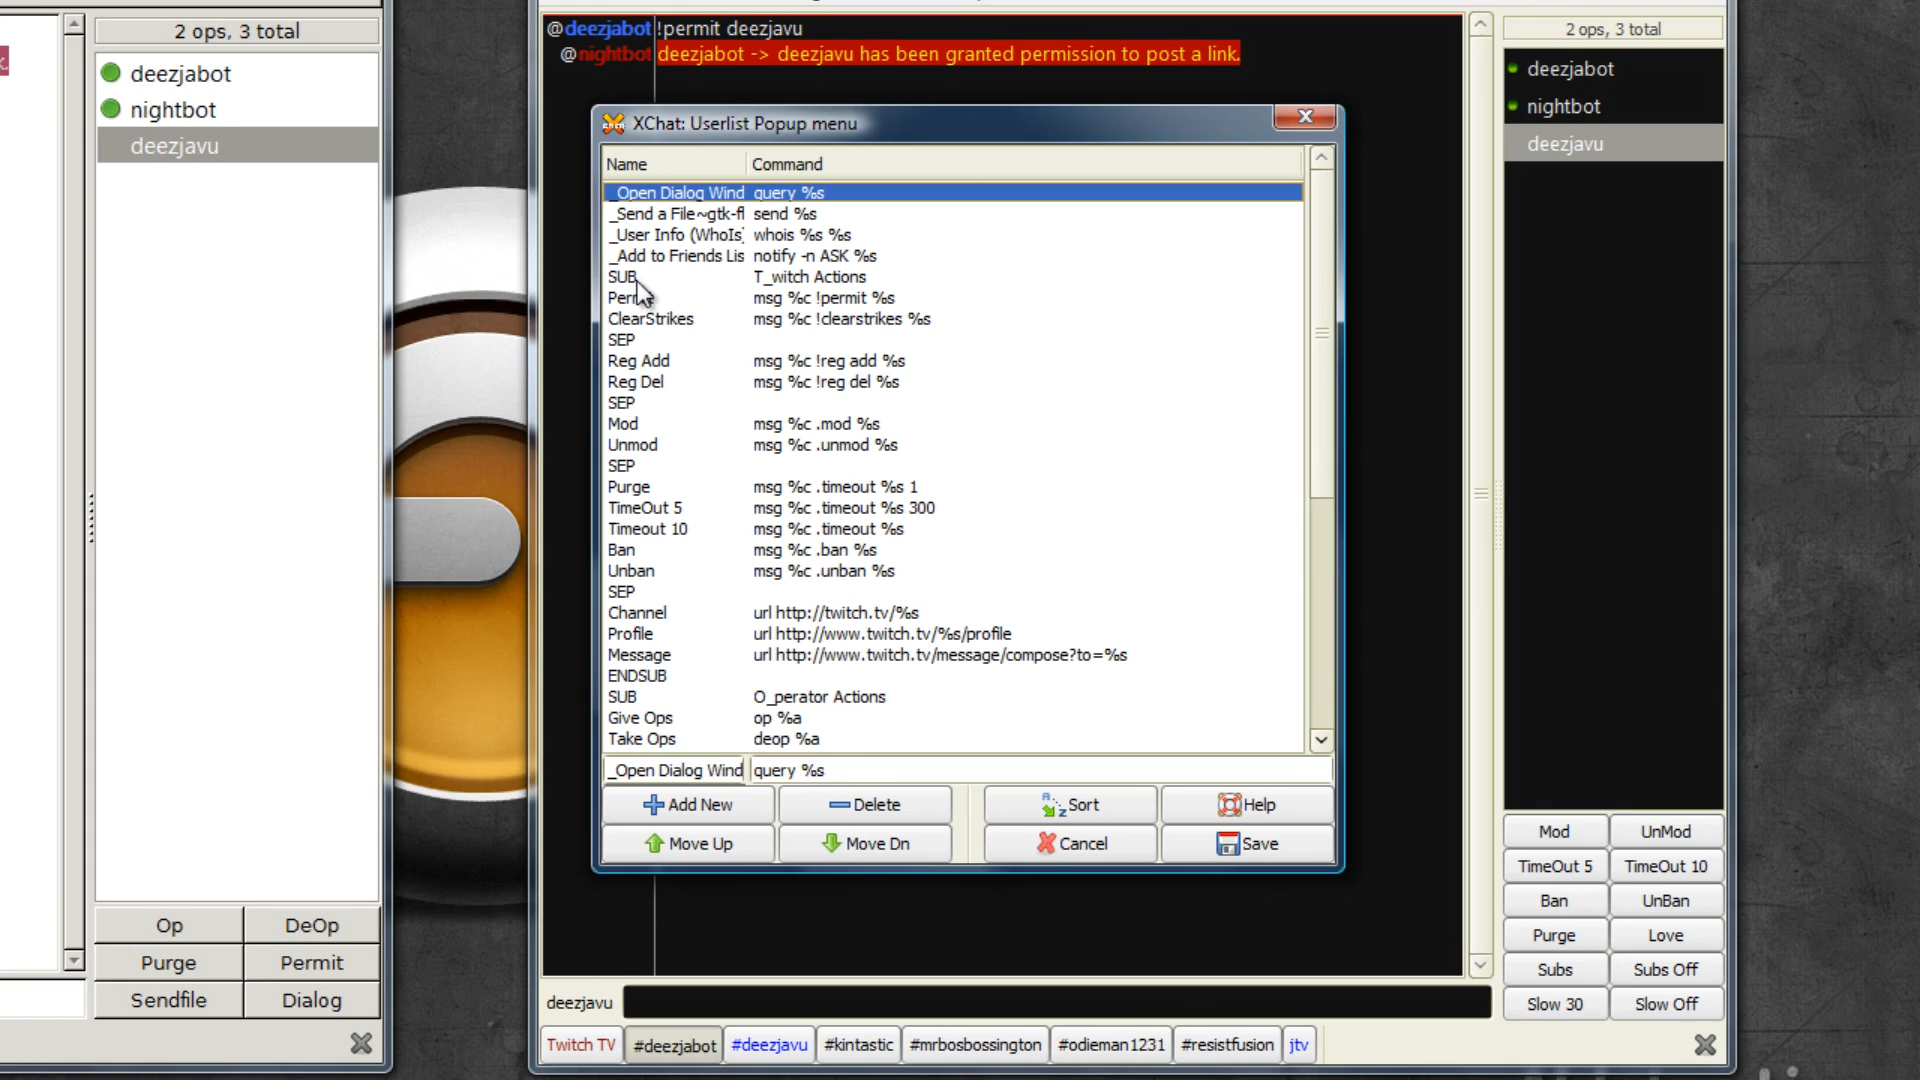 2 ops, 3 total
deezjabot
nightbot
deezjavu
Op DeOp
Purge Permit
Sendfile Dialog
@deezjabot !permit deezjavu
@nightbot deezjabot -> deezjavu has been granted permission to post a link.
XChat: Userlist Popup menu
Name Command
_Open Dialog Wind query %s
_Send a File~gtk-fl send %s
_User Info (WhoIs) whois %s %s
_Add to Friends Lis notify -n ASK %s
SUB T_witch Actions
Permit msg %c !permit %s
ClearStrikes msg %c !clearstrikes %s
SEP
Reg Add msg %c !reg add %s
Reg Del msg %c !reg del %s
SEP
Mod msg %c .mod %s
Unmod msg %c .unmod %s
SEP
Purge msg %c .timeout %s 1
TimeOut 5 msg %c .timeout %s 300
Timeout 10 msg %c .timeout %s
Ban msg %c .ban %s
Unban msg %c .unban %s
SEP
Channel url http://twitch.tv/%s
Profile url http://www.twitch.tv/%s/profile
Message url http://www.twitch.tv/message/compose?to=%s
ENDSUB
SUB O_perator Actions
Give Ops op %a
Take Ops deop %a
_Open Dialog Wind query %s
Add New Delete Sort Help
Move Up Move Dn Cancel Save
2 ops, 3 total
deezjabot
nightbot
deezjavu
Mod UnMod
TimeOut 5 TimeOut 10
Ban UnBan
Purge Love
Subs Subs Off
Slow 30 Slow Off
deezjavu
Twitch TV #deezjabot #deezjavu #kintastic #mrbosbossington #odieman1231 #resistfusion jtv